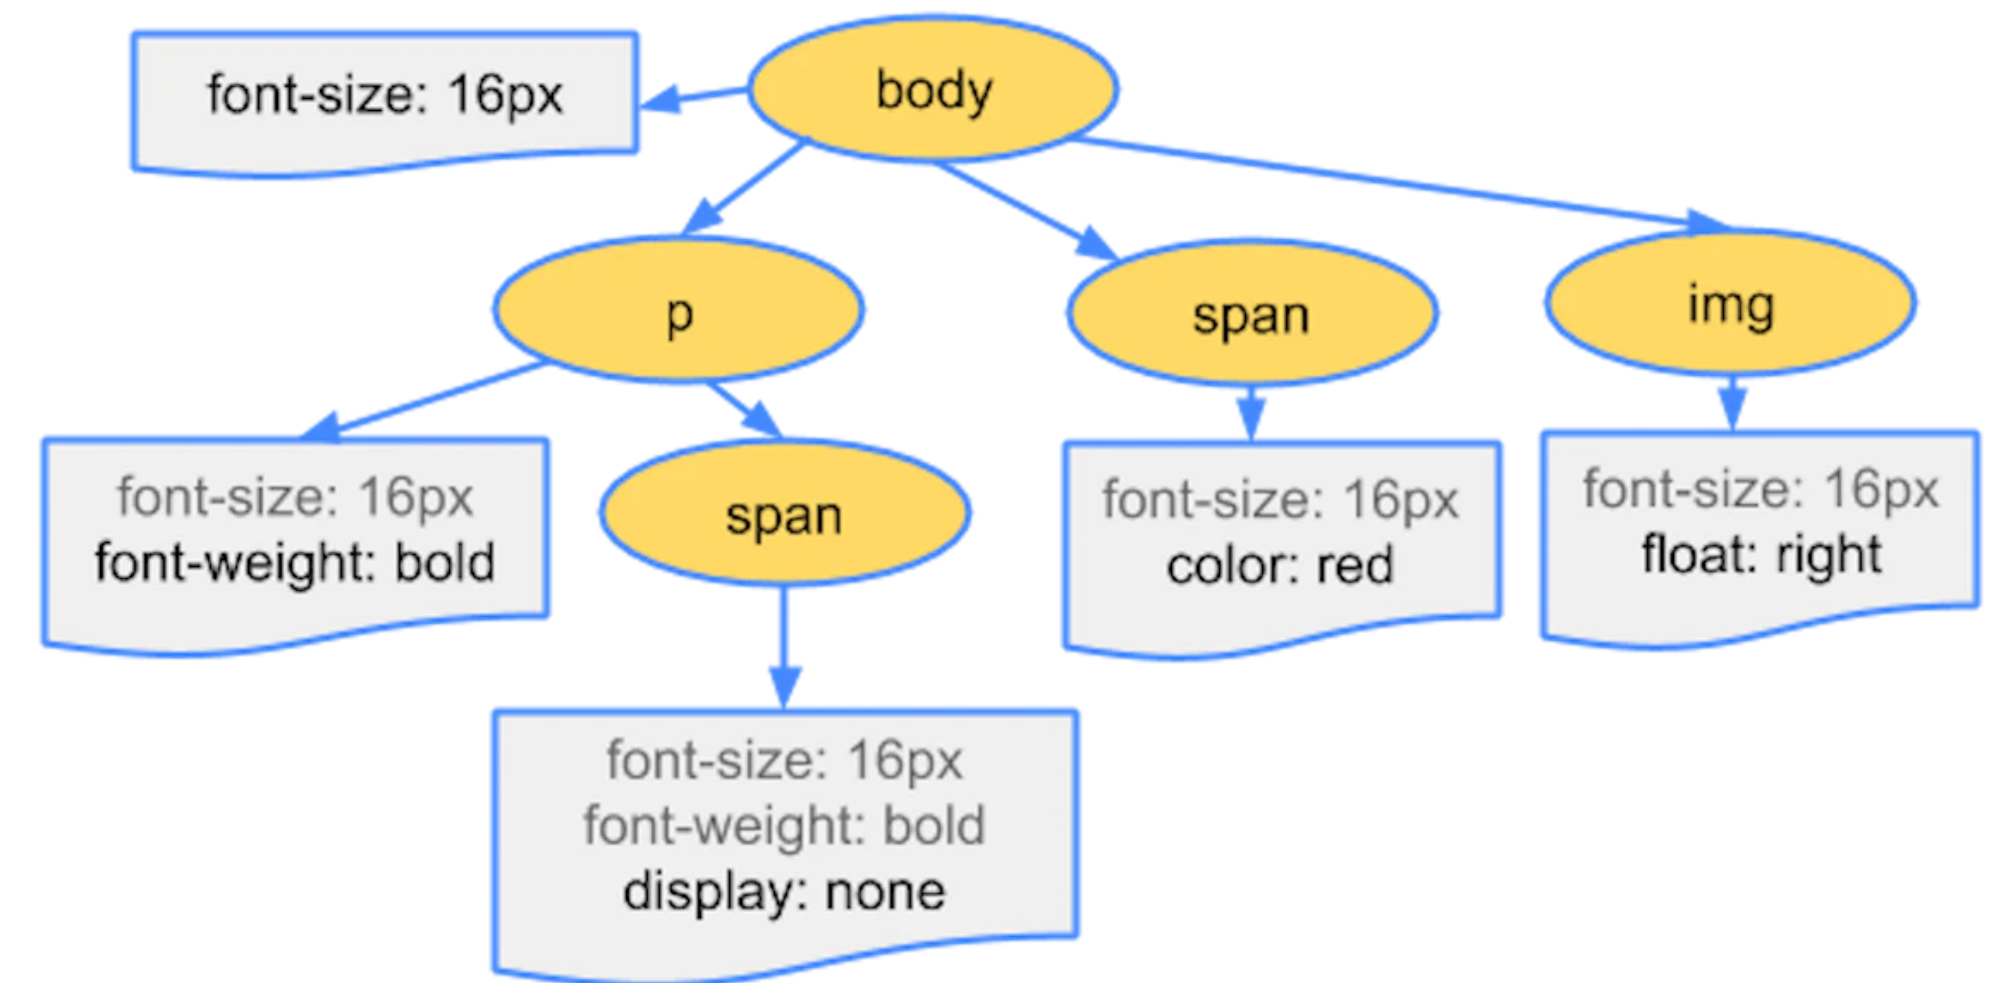 font-size: 16px
body
p
span
img
font-size: 16px
font-weight: bold
span
font-size: 16px
color: red
font-size: 16px
float: right
font-size: 16px
font-weight: bold
display: none